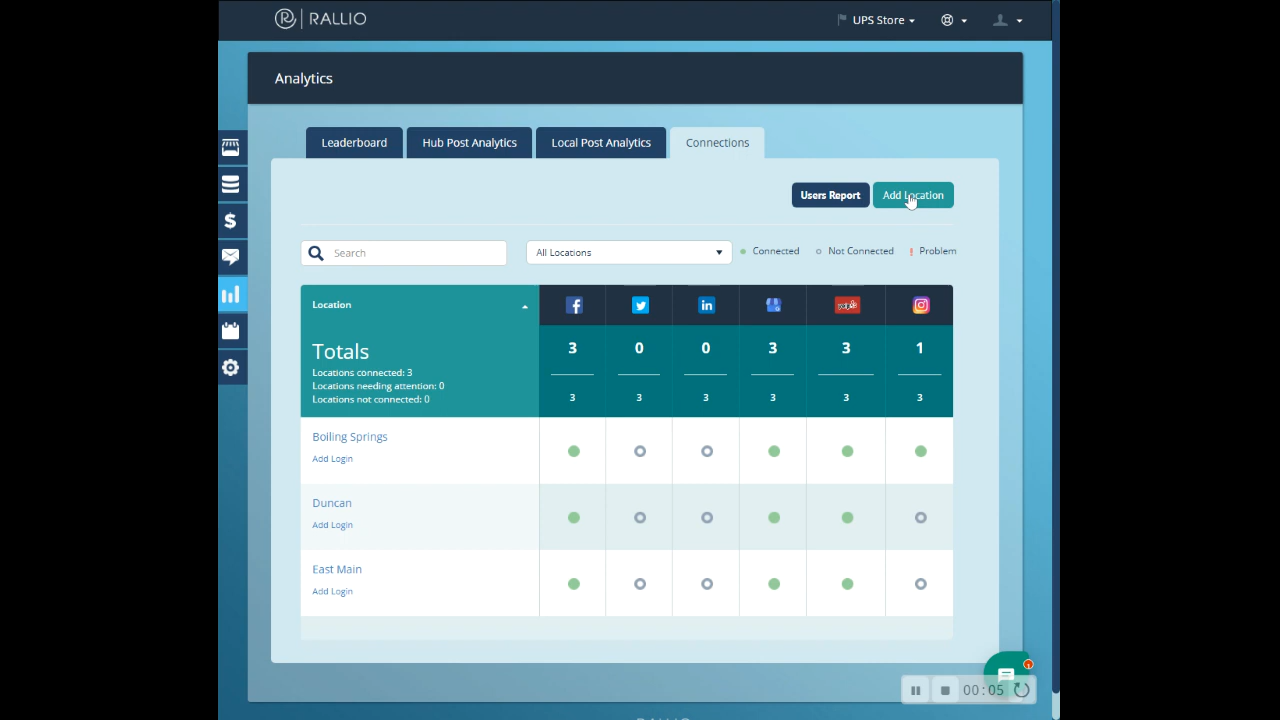 RALLIO
UPS Store
Analytics
Leaderboard
Hub Post Analytics
Local Post Analytics
Connections
Users Report
Add Location
Search
All Locations
Connected
Not Connected
Problem
Location
Totals
Locations connected: 3
Locations needing attention: 0
Locations not connected: 0
3 0 0 3 3 1
3 3 3 3 3 3
Boiling Springs
Add Login
Duncan
Add Login
East Main
Add Login
00:05